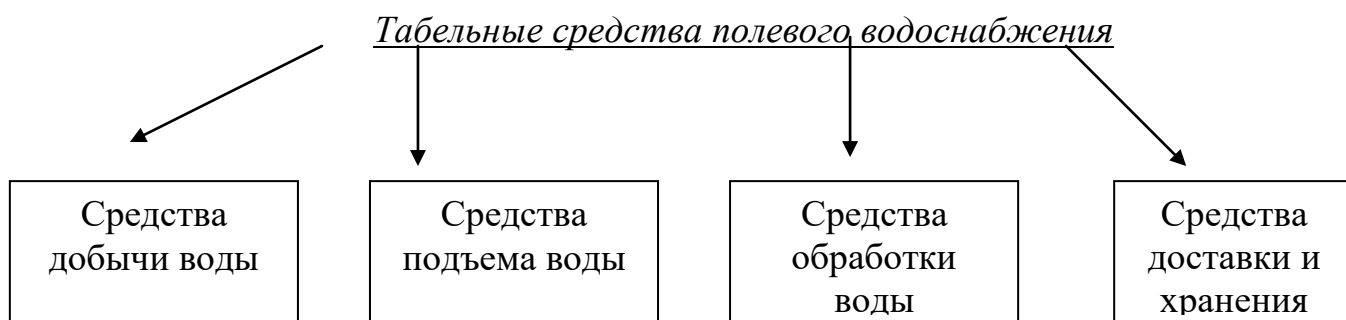 Табельные средства полевого водоснабжения
Средства
добычи воды
Средства
подъема воды
Средства
обработки
воды
Средства
доставки и
хранения